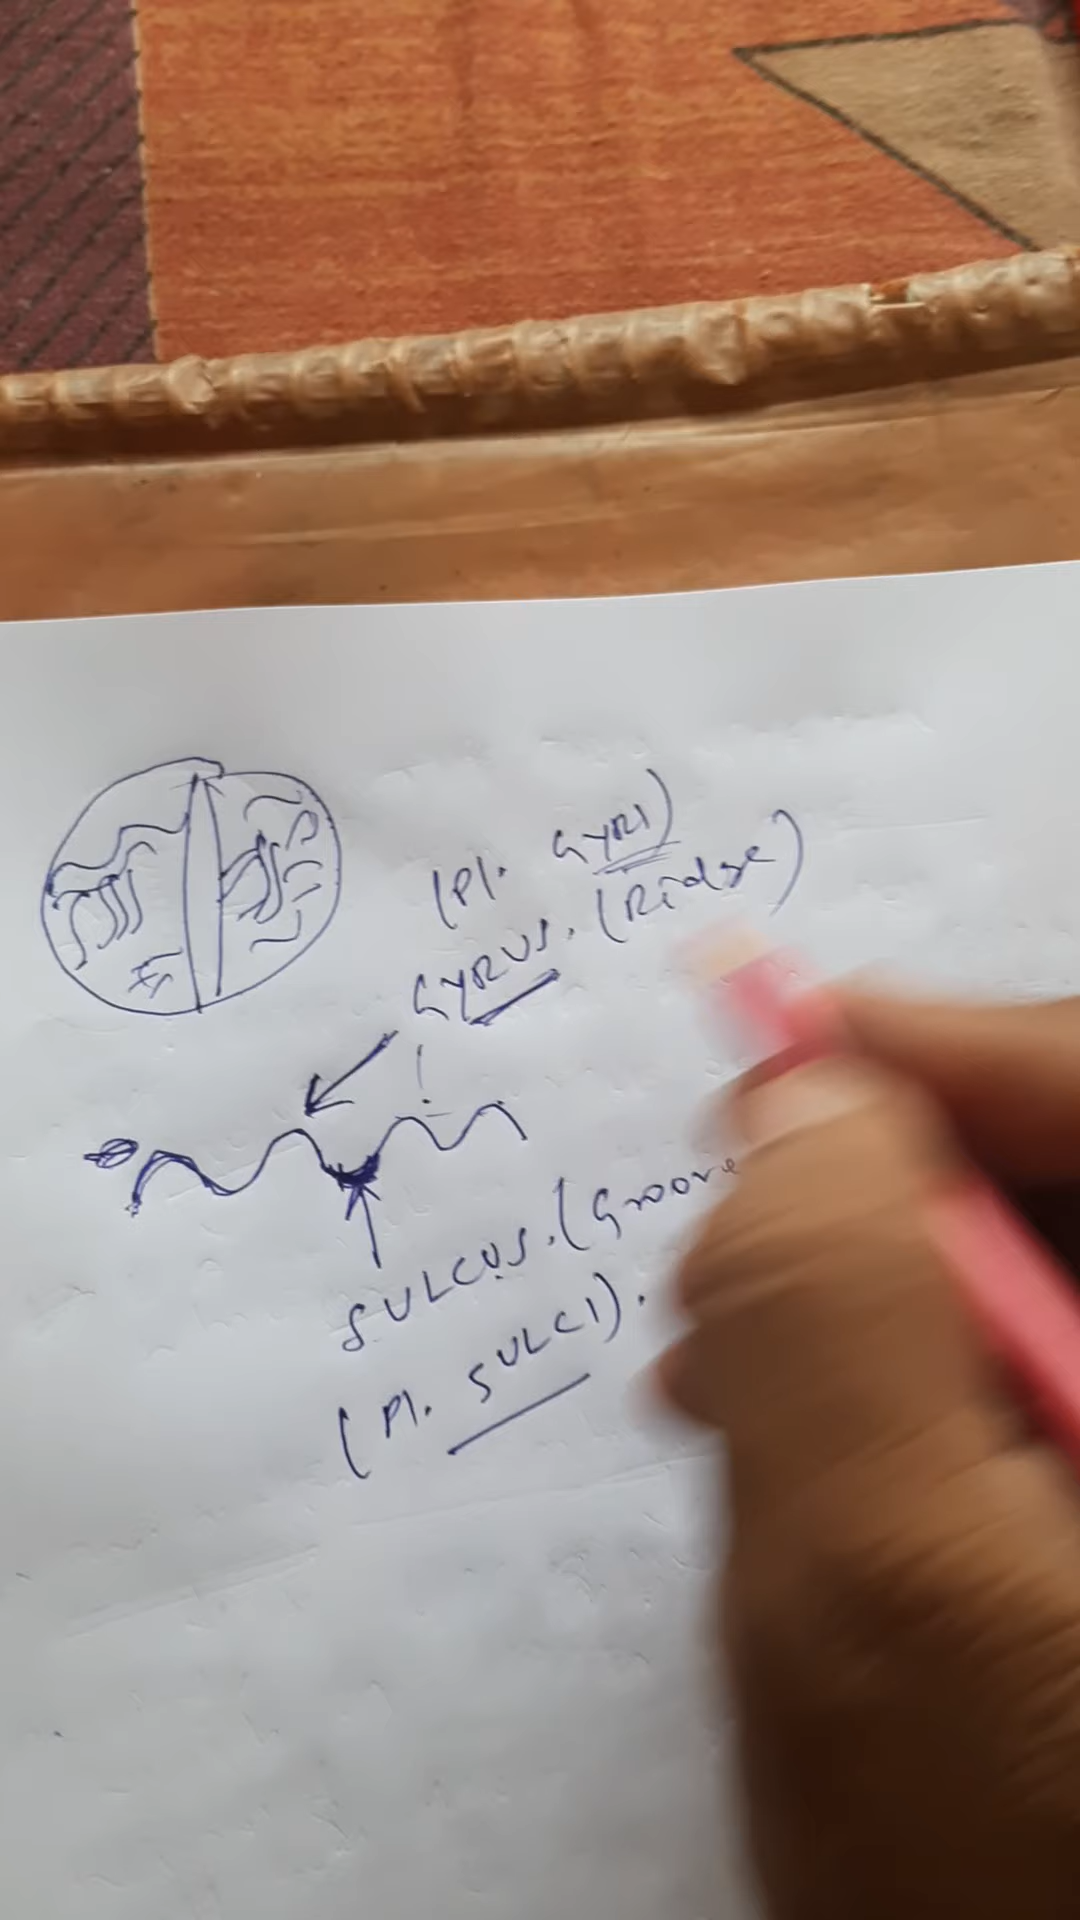 (Pl. GYRI)
GYRUS. (Ridge)
SULCUS. (Groove
(Pl. SULCI).